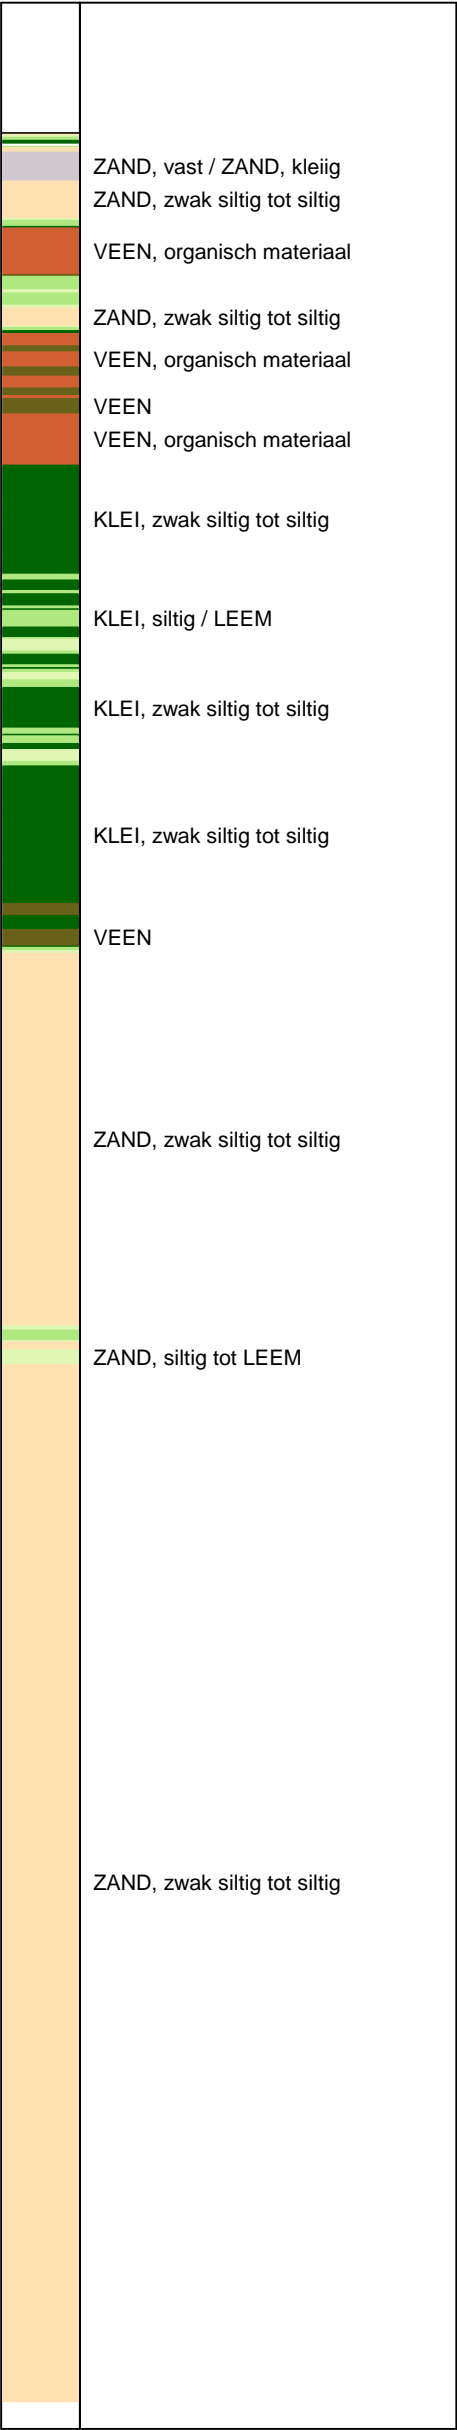 ZAND, vast / ZAND, kleiig
ZAND, zwak siltig tot siltig
VEEN, organisch materiaal
ZAND, zwak siltig tot siltig
VEEN, organisch materiaal
VEEN
VEEN, organisch materiaal
KLEI, zwak siltig tot siltig
KLEI, siltig / LEEM
KLEI, zwak siltig tot siltig
KLEI, zwak siltig tot siltig
VEEN
ZAND, zwak siltig tot siltig
ZAND, siltig tot LEEM
ZAND, zwak siltig tot siltig